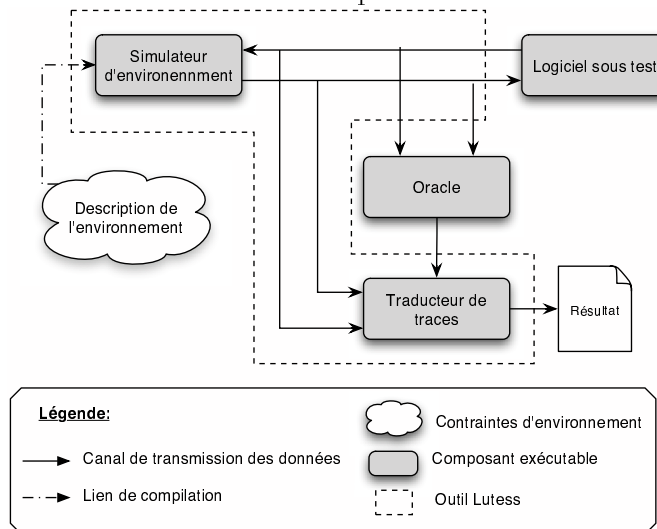 Simulateur
d'environennment
Logiciel sous test
Oracle
Description de
l'environnement
Traducteur de
traces
Résultat
Légende:
Contraintes d'environnement
Canal de transmission des données
Composant exécutable
Lien de compilation
Outil Lutess